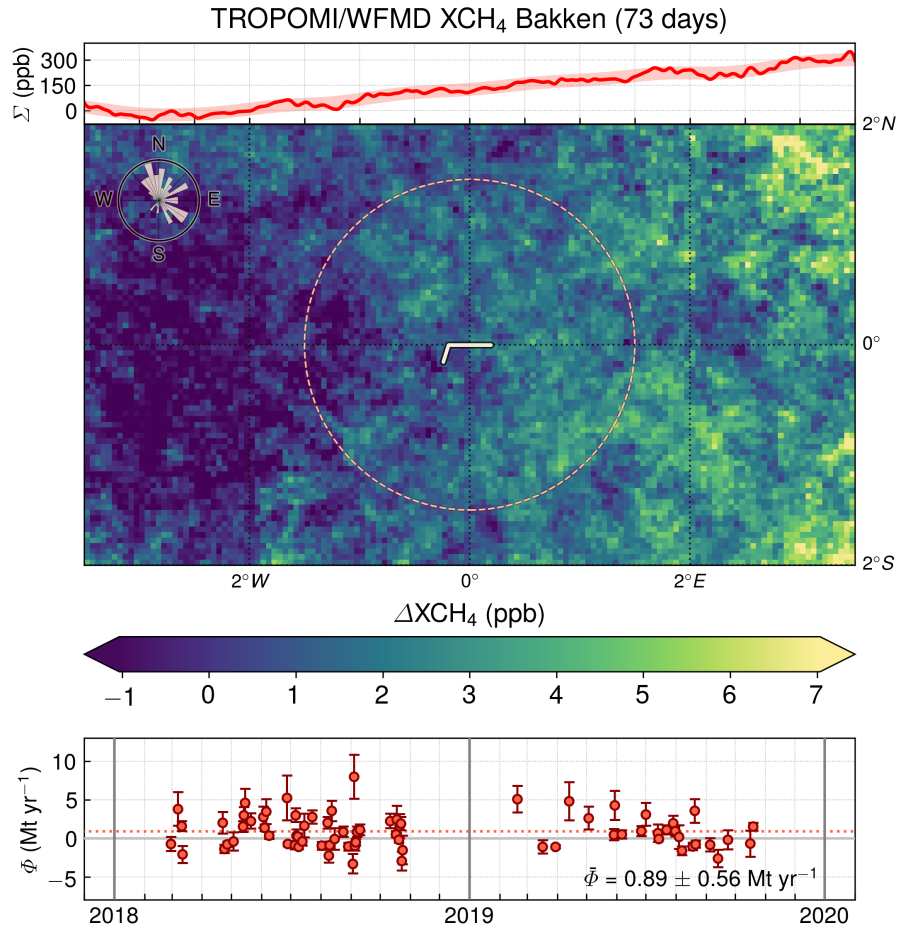 TROPOMI/WFMD XCH₄ Bakken (73 days)
Σ (ppb)
300
150
0
2°N
N
W E
S
0°
2°S
2°W 0° 2°E
ΔXCH₄ (ppb)
−1 0 1 2 3 4 5 6 7
Φ (Mt yr⁻¹)
10
5
0
−5
Φ̄ = 0.89 ± 0.56 Mt yr⁻¹
2018 2019 2020